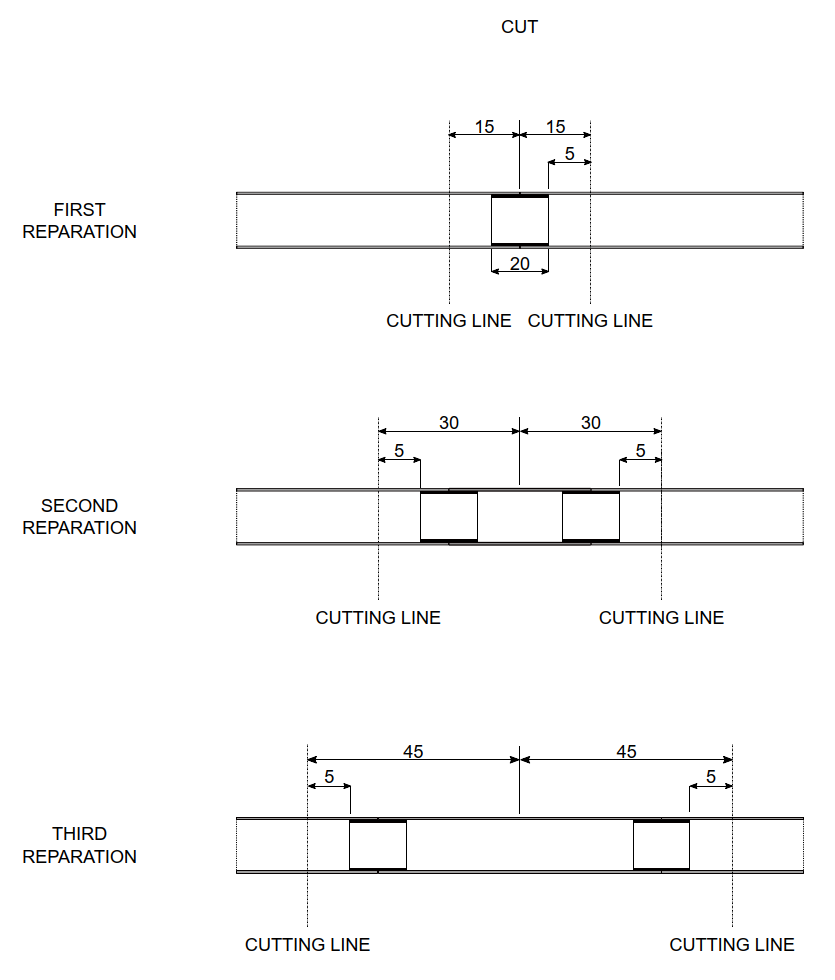 CUT
15 15
5
FIRST
REPARATION
20
CUTTING LINE CUTTING LINE
30 30
5 5
SECOND
REPARATION
CUTTING LINE CUTTING LINE
45 45
5 5
THIRD
REPARATION
CUTTING LINE CUTTING LINE